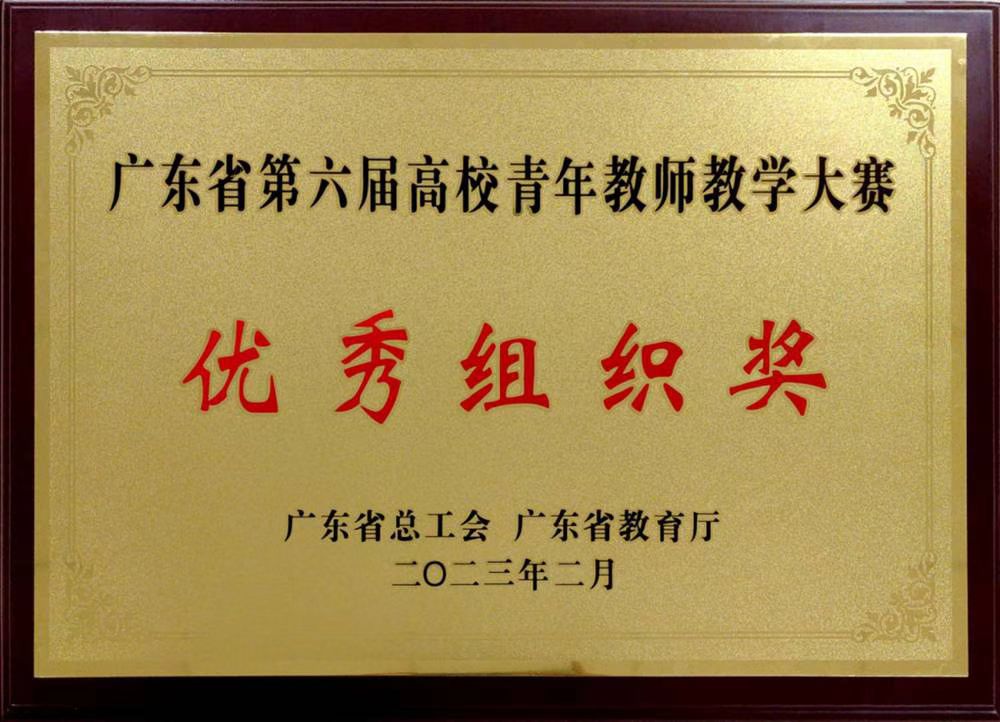 广东省第六届高校青年教师教学大赛
优秀组织奖
广东省总工会 广东省教育厅
二〇二三年二月